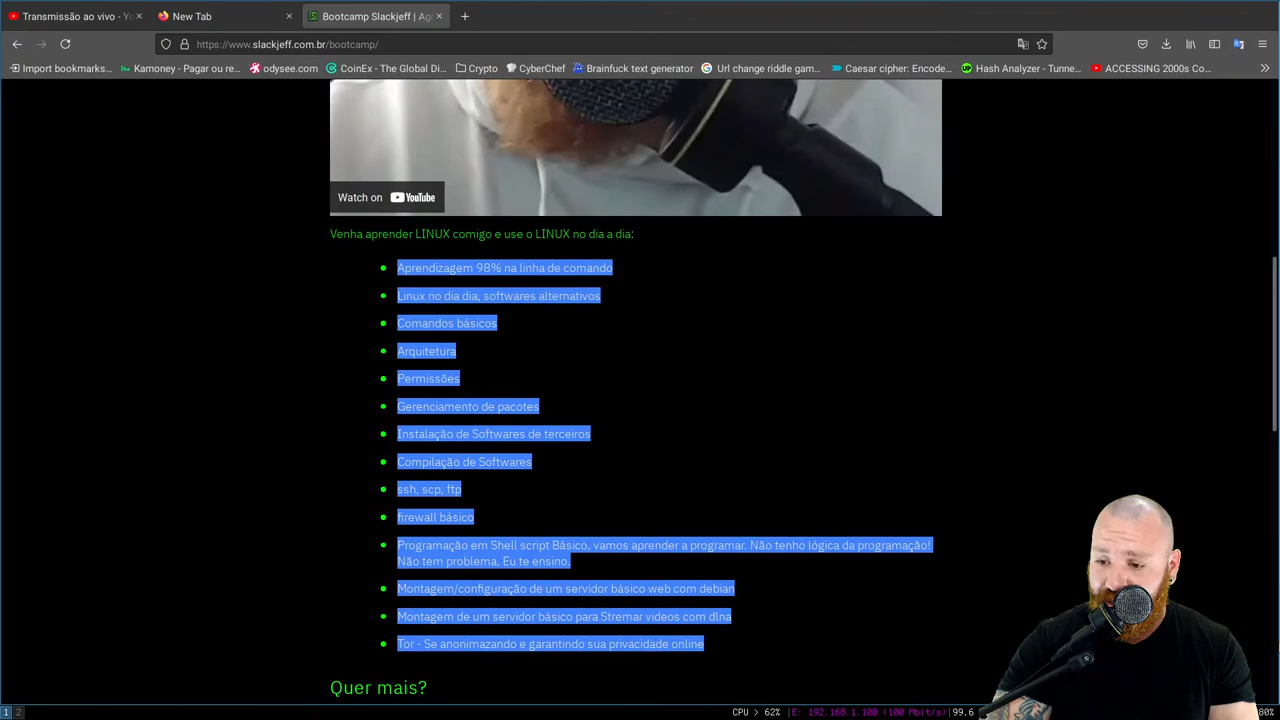 Transmissão ao vivo - Yo
New Tab
Bootcamp Slackjeff | Ag
https://www.slackjeff.com.br/bootcamp/
Import bookmarks...
Kamoney - Pagar ou re...
odysee.com
CoinEx - The Global Di...
Crypto
CyberChef
Brainfuck text generator
Url change riddle gam...
Caesar cipher: Encode...
Hash Analyzer - Tunne...
ACCESSING 2000s Co...
Watch on YouTube
Venha aprender LINUX comigo e use o LINUX no dia a dia:
Aprendizagem 98% na linha de comando
Linux no dia dia, softwares alternativos
Comandos básicos
Arquitetura
Permissões
Gerenciamento de pacotes
Instalação de Softwares de terceiros
Compilação de Softwares
ssh, scp, ftp
firewall básico
Programação em Shell script Básico, vamos aprender a programar. Não tenho lógica da programação!
Não tem problema. Eu te ensino.
Montagem/configuração de um servidor básico web com debian
Montagem de um servidor básico para Stremar videos com dlna
Tor - Se anonimazando e garantindo sua privacidade online
Quer mais?
1 2
CPU > 62% |E: 192.168.1.100 (100 Mbit/s)|99,6
80%